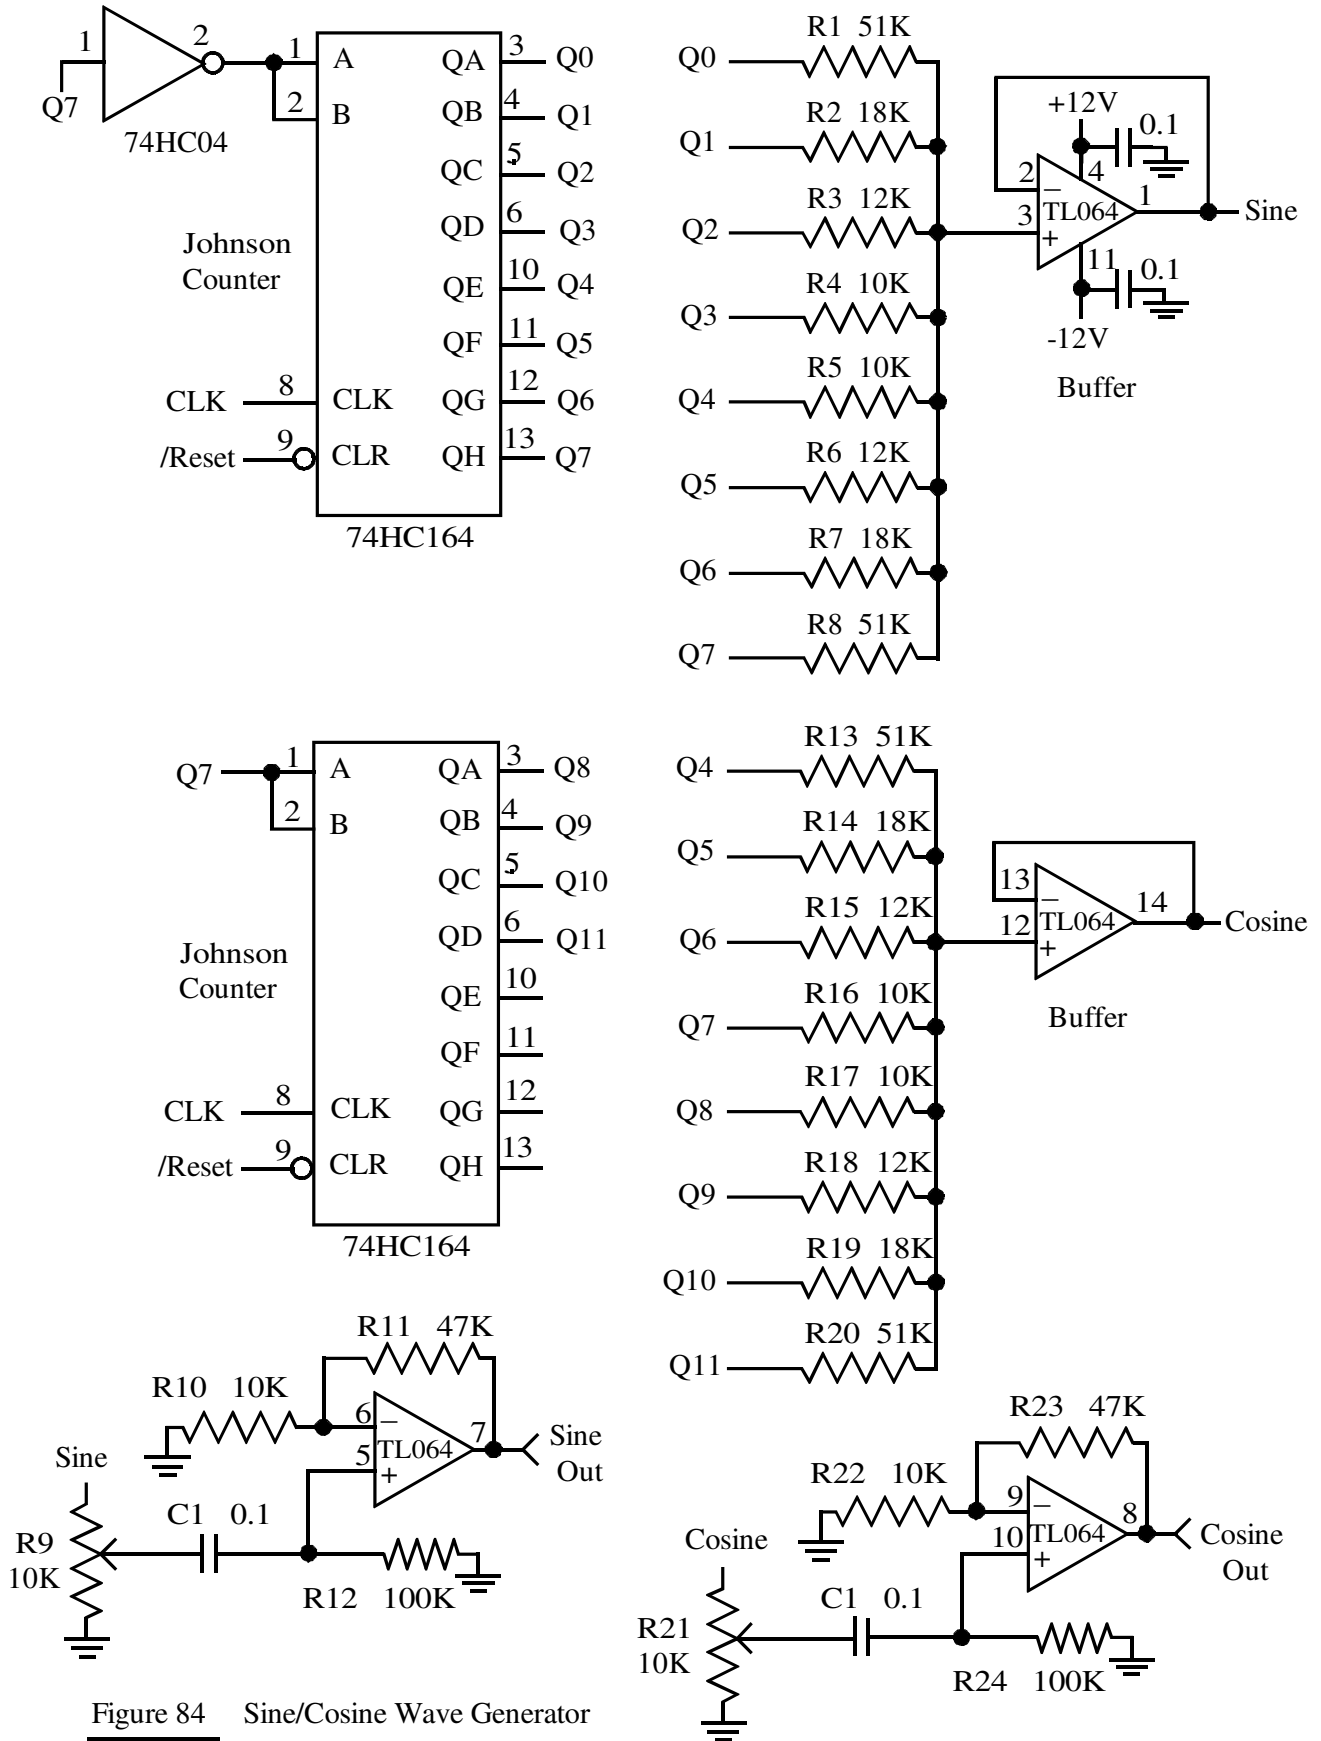 1
2
Q7
74HC04
1
2
A
B
QA
QB
QC
QD
QE
QF
QG
QH
3
4
5
6
10
11
12
13
Q0
Q1
Q2
Q3
Q4
Q5
Q6
Q7
Johnson
Counter
CLK
8
CLK
/Reset
9
CLR
74HC164
Q0
R1 51K
Q1
R2 18K
Q2
R3 12K
Q3
R4 10K
Q4
R5 10K
Q5
R6 12K
Q6
R7 18K
Q7
R8 51K
+12V
0.1
4
2
−
TL064
3
+
1
Sine
11
0.1
-12V
Buffer
Q7
1
2
A
B
QA
QB
QC
QD
QE
QF
QG
QH
3
4
5
6
10
11
12
13
Q8
Q9
Q10
Q11
Johnson
Counter
CLK
8
CLK
/Reset
9
CLR
74HC164
Q4
R13 51K
Q5
R14 18K
Q6
R15 12K
Q7
R16 10K
Q8
R17 10K
Q9
R18 12K
Q10
R19 18K
Q11
R20 51K
13
−
TL064
12
+
14
Cosine
Buffer
R11 47K
R10 10K
6
−
TL064
5
+
7
Sine
Out
Sine
R9
10K
C1 0.1
R12 100K
R23 47K
R22 10K
9
−
TL064
10
+
8
Cosine
Out
Cosine
R21
10K
C1 0.1
R24 100K
Figure 84 Sine/Cosine Wave Generator